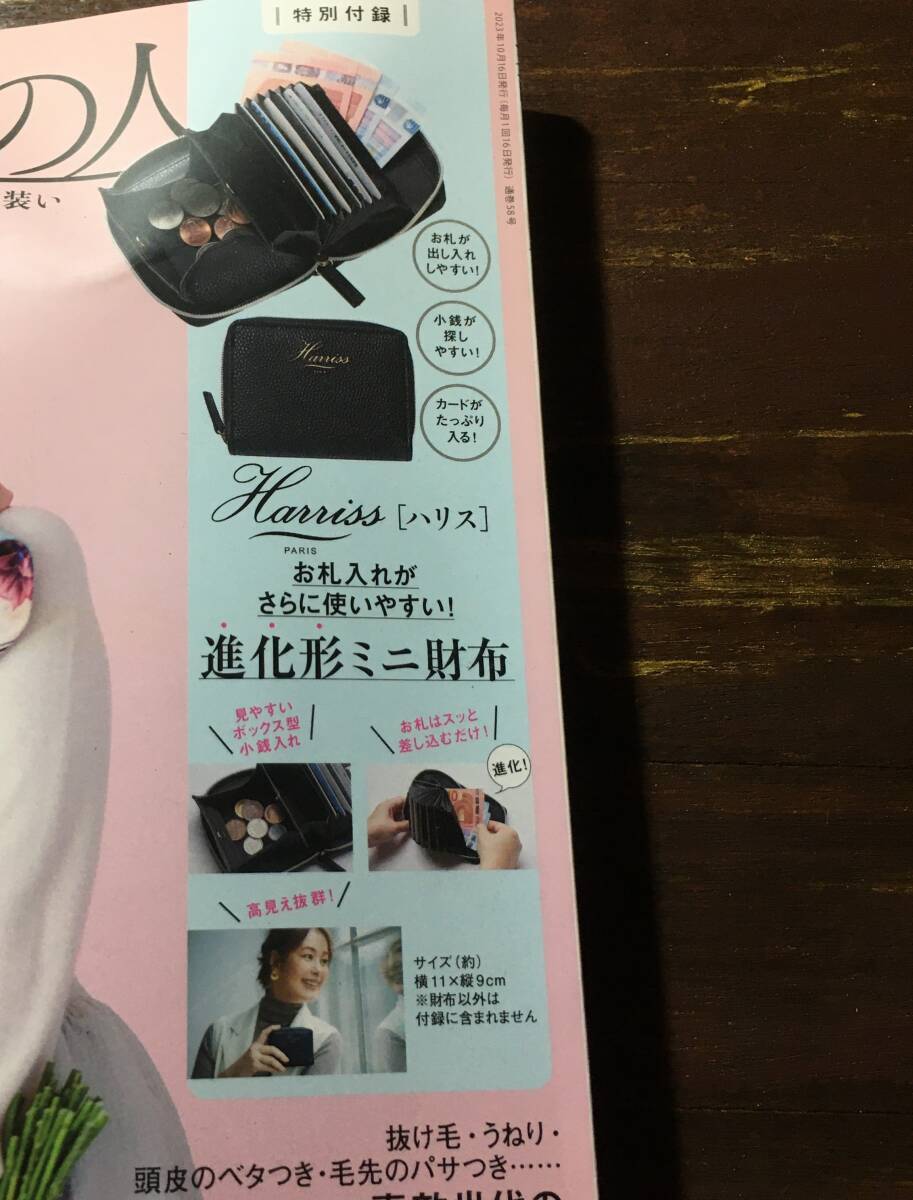 特別付録
2023年10月16日発行(毎月1回16日発行) 通巻58号
の人
装い
お札が
出し入れ
しやすい!
小銭が
探し
やすい!
カードが
たっぷり
入る!
Harriss
Harriss [ハリス]
PARIS
お札入れが
さらに使いやすい!
進化形ミニ財布
見やすい
ボックス型
小銭入れ
お札はスッと
差し込むだけ!
進化!
高見え抜群!
サイズ(約)
横11×縦9cm
※財布以外は
付録に含まれません
抜け毛・うねり・
頭皮のベタつき・毛先のパサつき……